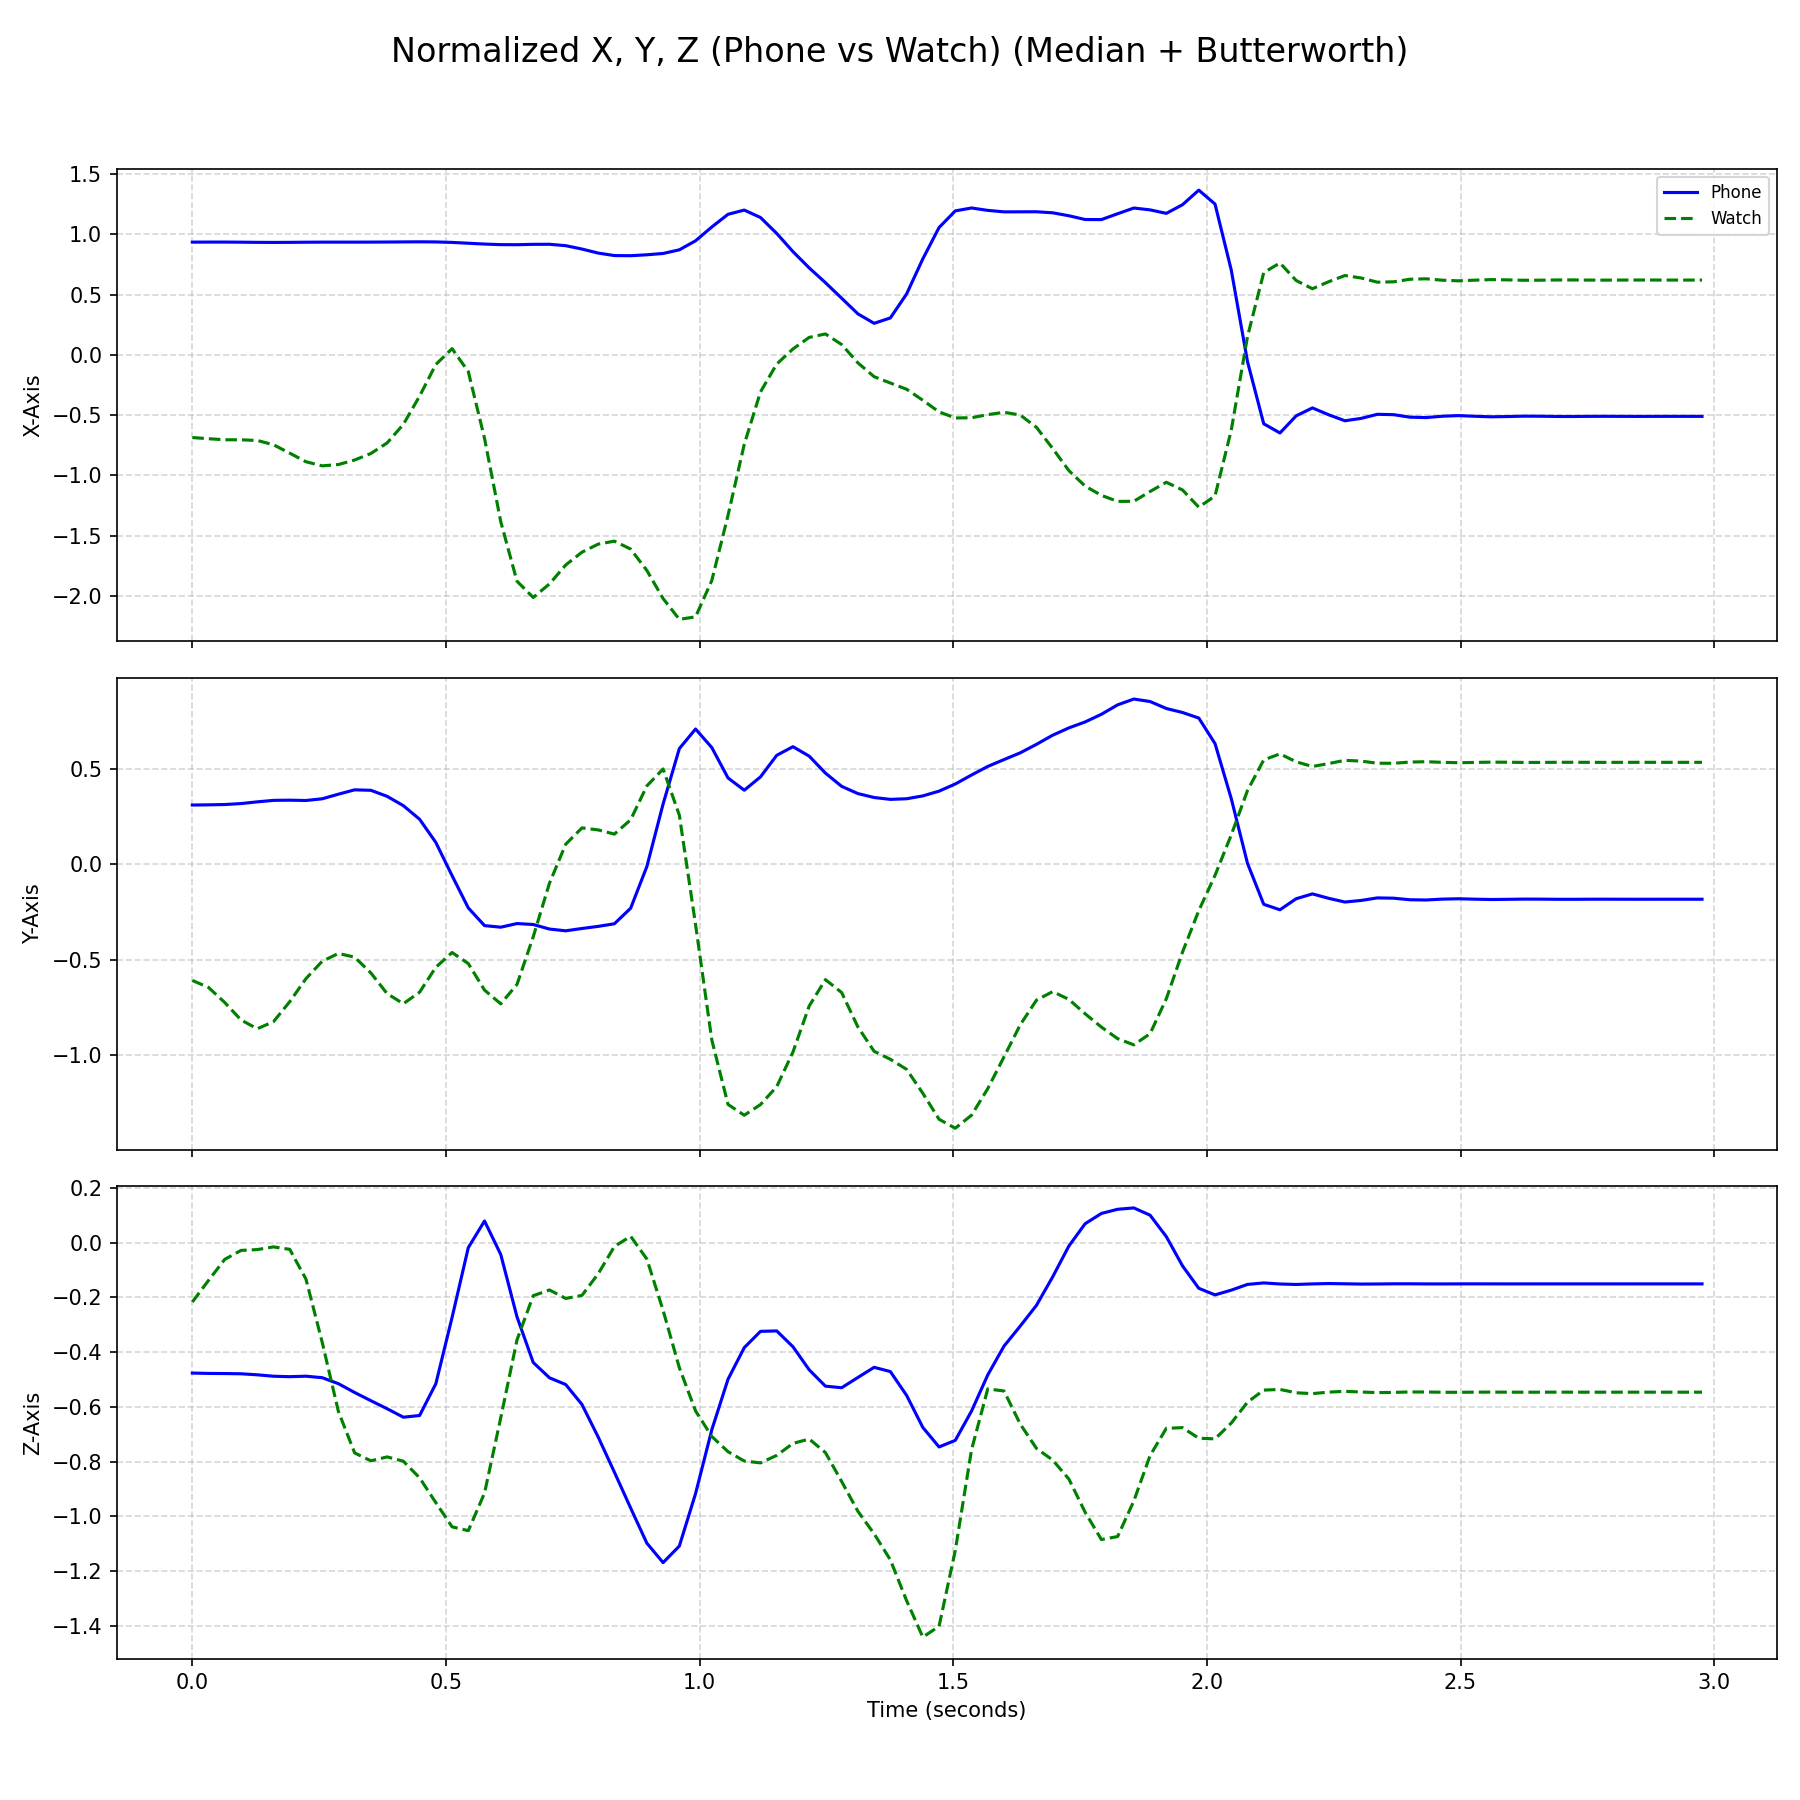 Normalized X, Y, Z (Phone vs Watch) (Median + Butterworth)
Phone
Watch
X-Axis
1.5
1.0
0.5
0.0
−0.5
−1.0
−1.5
−2.0
Y-Axis
0.5
0.0
−0.5
−1.0
Z-Axis
0.2
0.0
−0.2
−0.4
−0.6
−0.8
−1.0
−1.2
−1.4
0.0 0.5 1.0 1.5 2.0 2.5 3.0
Time (seconds)